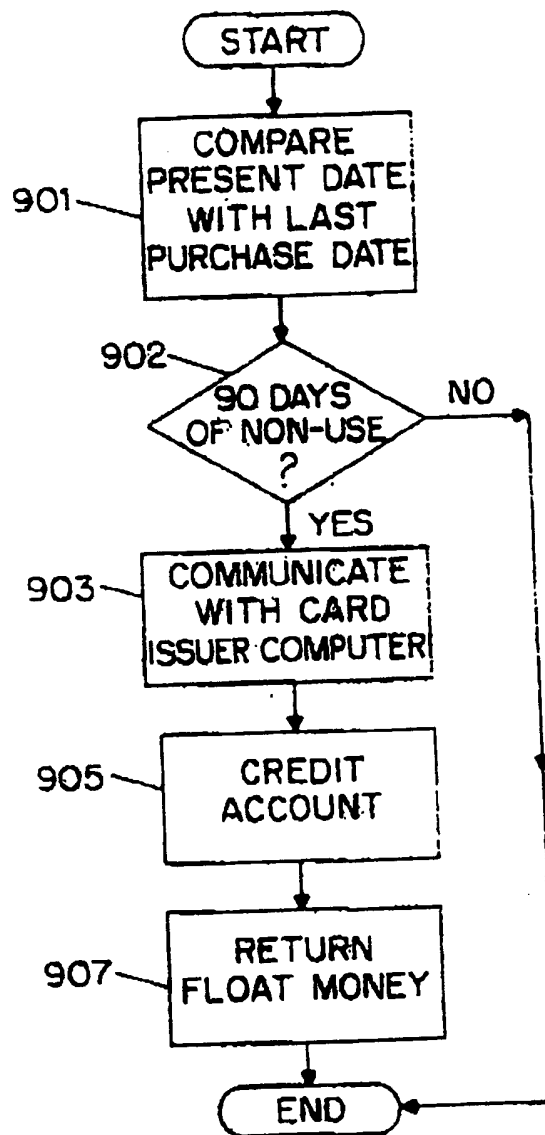 START
901
COMPARE
PRESENT DATE
WITH LAST
PURCHASE DATE
902
90 DAYS
OF NON-USE
?
NO
YES
903
COMMUNICATE
WITH CARD
ISSUER COMPUTER
905
CREDIT
ACCOUNT
907
RETURN
FLOAT MONEY
END